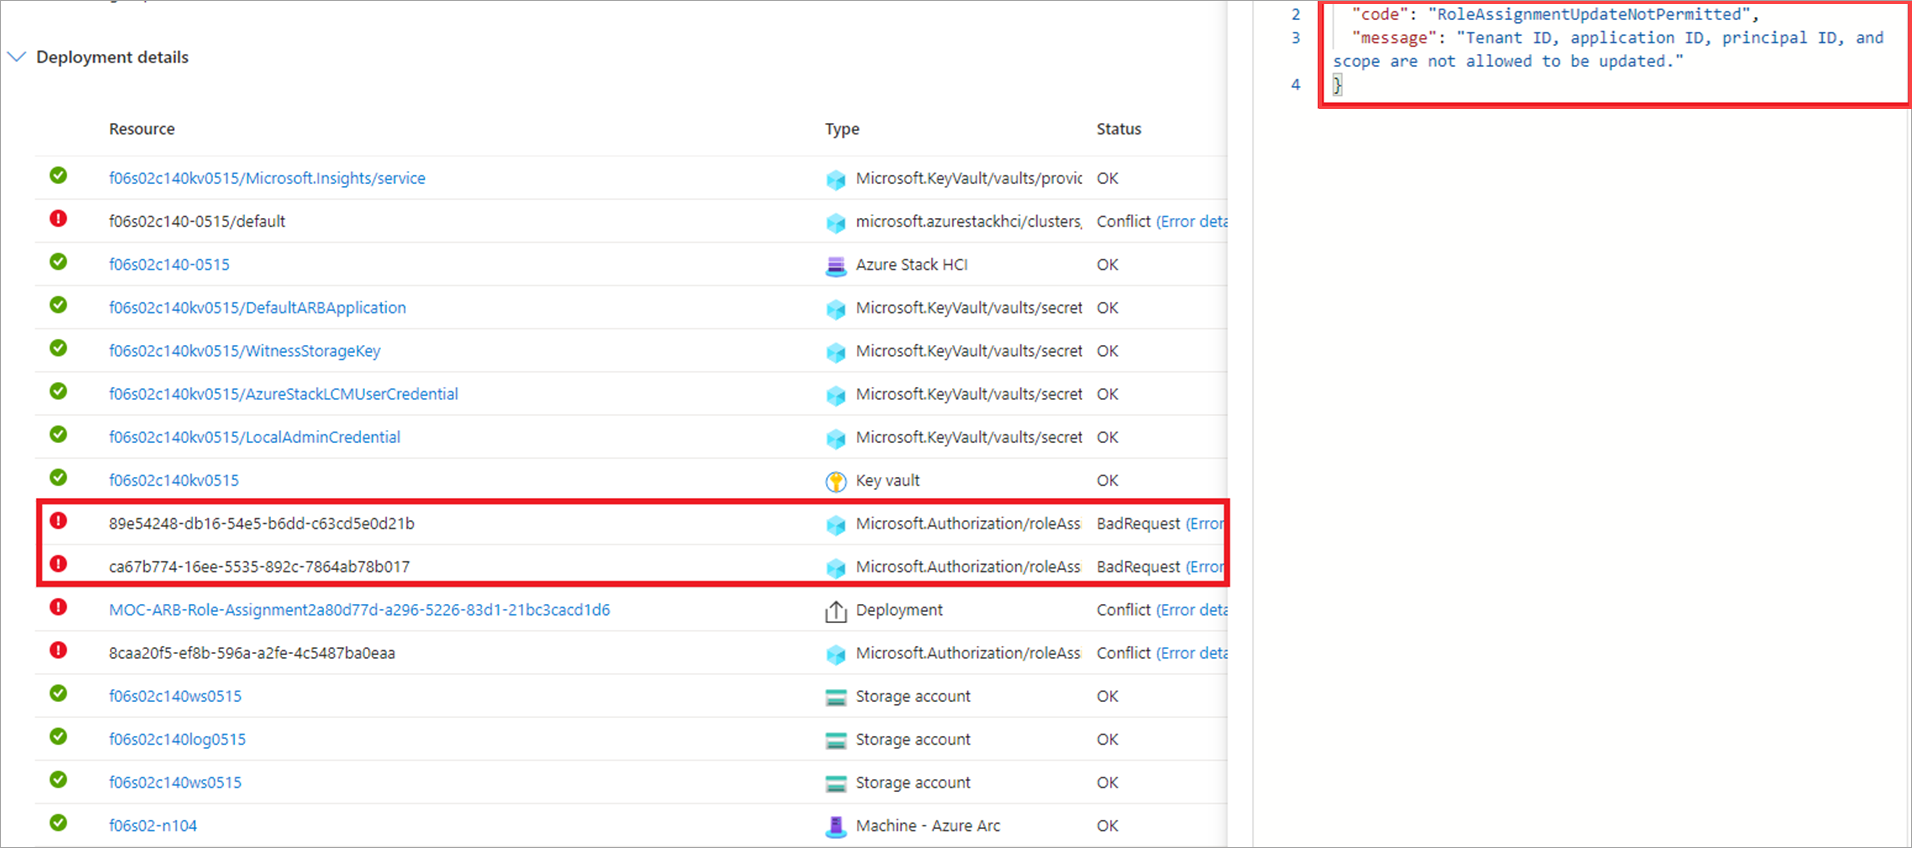 Deployment details
Resource Type Status
f06s02c140kv0515/Microsoft.Insights/service Microsoft.KeyVault/vaults/provic OK
f06s02c140-0515/default microsoft.azurestackhci/clusters, Conflict (Error deta
f06s02c140-0515 Azure Stack HCI OK
f06s02c140kv0515/DefaultARBApplication Microsoft.KeyVault/vaults/secret OK
f06s02c140kv0515/WitnessStorageKey Microsoft.KeyVault/vaults/secret OK
f06s02c140kv0515/AzureStackLCMUserCredential Microsoft.KeyVault/vaults/secret OK
f06s02c140kv0515/LocalAdminCredential Microsoft.KeyVault/vaults/secret OK
f06s02c140kv0515 Key vault OK
89e54248-db16-54e5-b6dd-c63cd5e0d21b Microsoft.Authorization/roleAss BadRequest (Error
ca67b774-16ee-5535-892c-7864ab78b017 Microsoft.Authorization/roleAss BadRequest (Error
MOC-ARB-Role-Assignment2a80d77d-a296-5226-83d1-21bc3cacd1d6 Deployment Conflict (Error deta
8caa20f5-ef8b-596a-a2fe-4c5487ba0eaa Microsoft.Authorization/roleAss Conflict (Error deta
f06s02c140ws0515 Storage account OK
f06s02c140log0515 Storage account OK
f06s02c140ws0515 Storage account OK
f06s02-n104 Machine - Azure Arc OK
2 "code": "RoleAssignmentUpdateNotPermitted",
3 "message": "Tenant ID, application ID, principal ID, and
scope are not allowed to be updated."
4 }